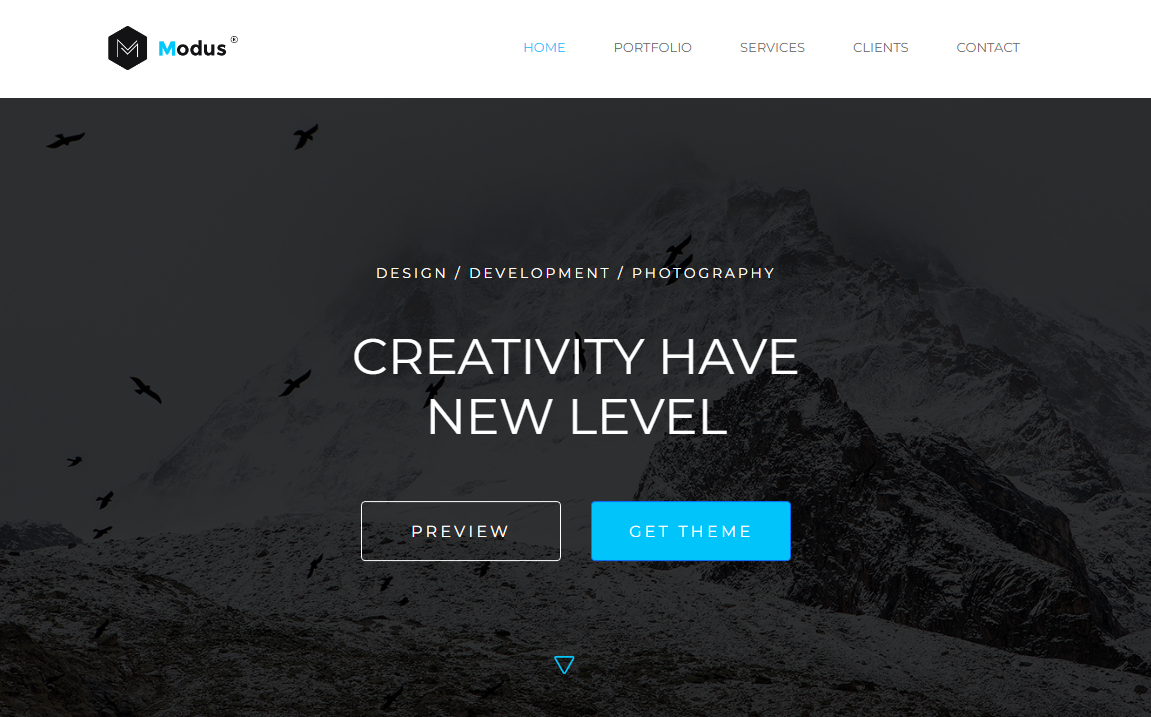 Modus ®
HOME PORTFOLIO SERVICES CLIENTS CONTACT
DESIGN / DEVELOPMENT / PHOTOGRAPHY
CREATIVITY HAVE
NEW LEVEL
PREVIEW
GET THEME